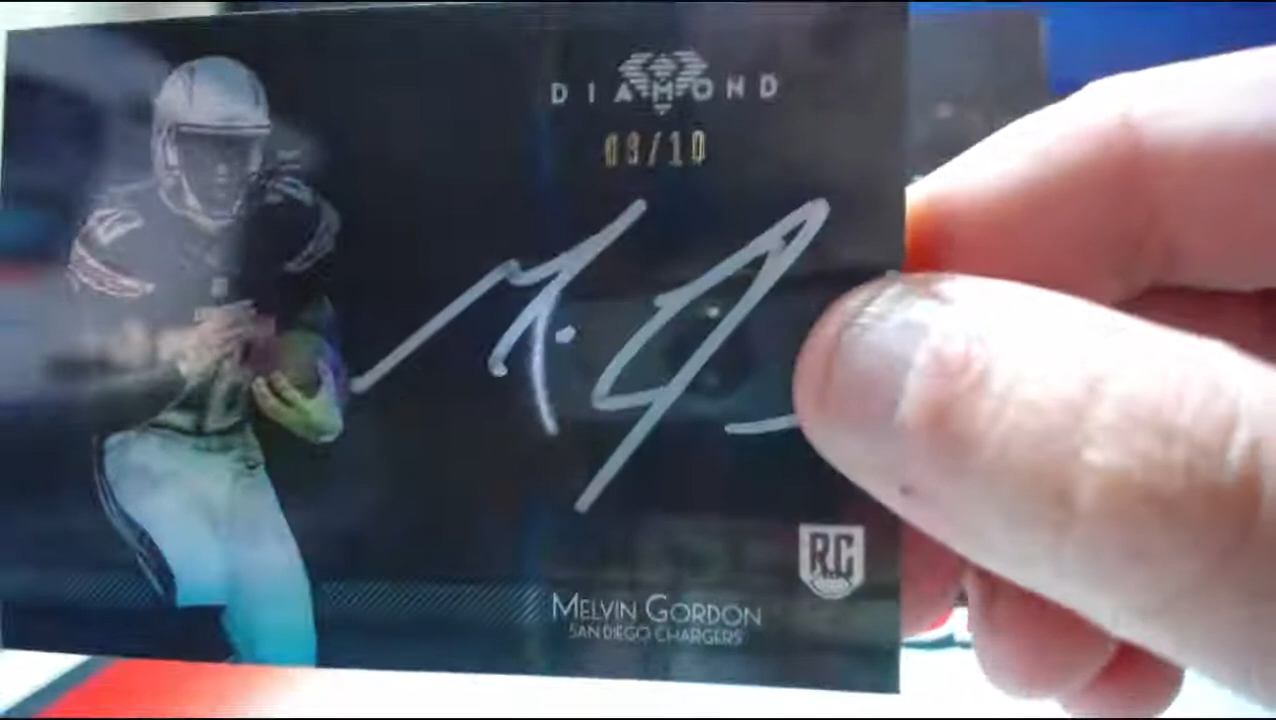 DIAMOND
03/10
M. G
RC
MELVIN GORDON
SAN DIEGO CHARGERS